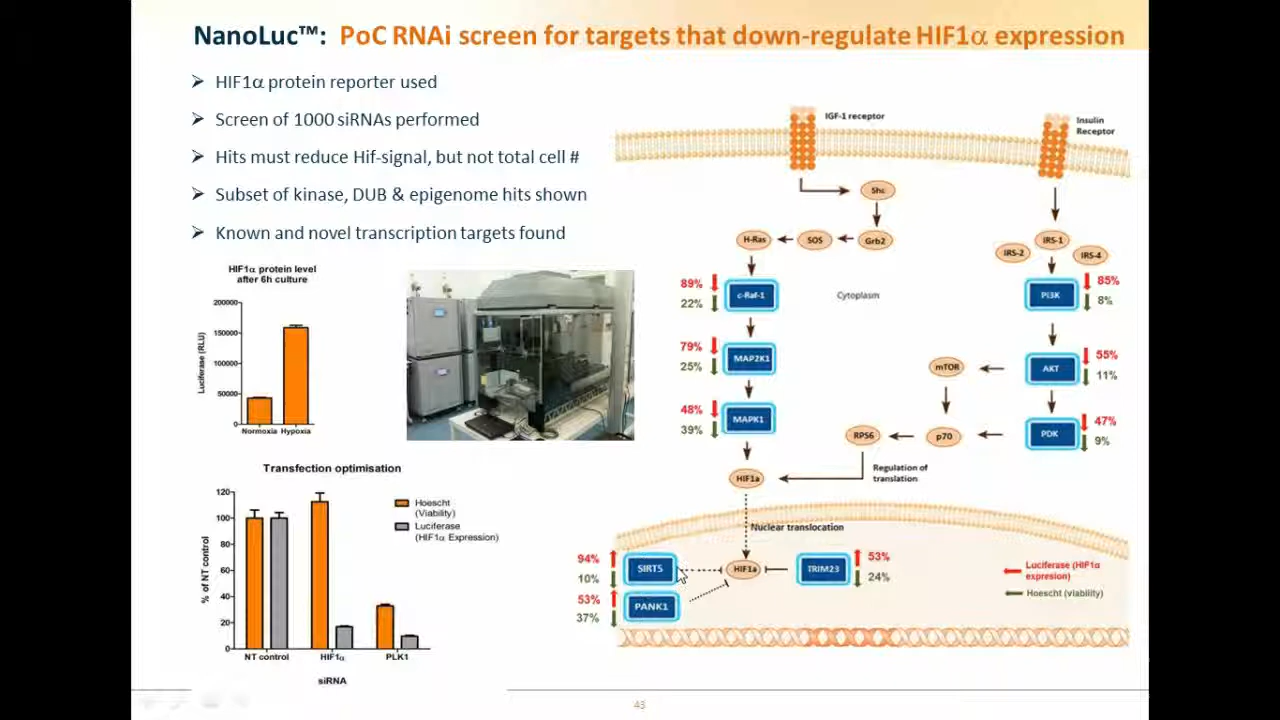 NanoLuc™: PoC RNAi screen for targets that down-regulate HIF1α expression
➢ HIF1α protein reporter used
➢ Screen of 1000 siRNAs performed
➢ Hits must reduce Hif-signal, but not total cell #
➢ Subset of kinase, DUB & epigenome hits shown
➢ Known and novel transcription targets found
HIF1α protein level
after 6h culture
Luciferase (RLU)
200000
150000
100000
50000
0
Normoxia Hypoxia
Transfection optimisation
% of NT control
120
100
80
60
40
20
0
NT control HIF1α PLK1
siRNA
Hoescht
(Viability)
Luciferase
(HIF1α Expression)
IGF-1 receptor
Insulin
Receptor
Shc
H-Ras SOS Grb2
IRS-2 IRS-1 IRS-4
89%
22%
c-Raf-1
Cytoplasm
PI3K
85%
8%
79%
25%
MAP2K1
mTOR
AKT
55%
11%
48%
39%
MAPK1
RPS6 p70
PDK
47%
9%
HIF1a
Regulation of
translation
Nuclear translocation
94%
10%
SIRT5
HIF1a
TRIM23
53%
24%
53%
37%
PANK1
Luciferase (HIF1α
expresion)
Hoescht (viability)
43